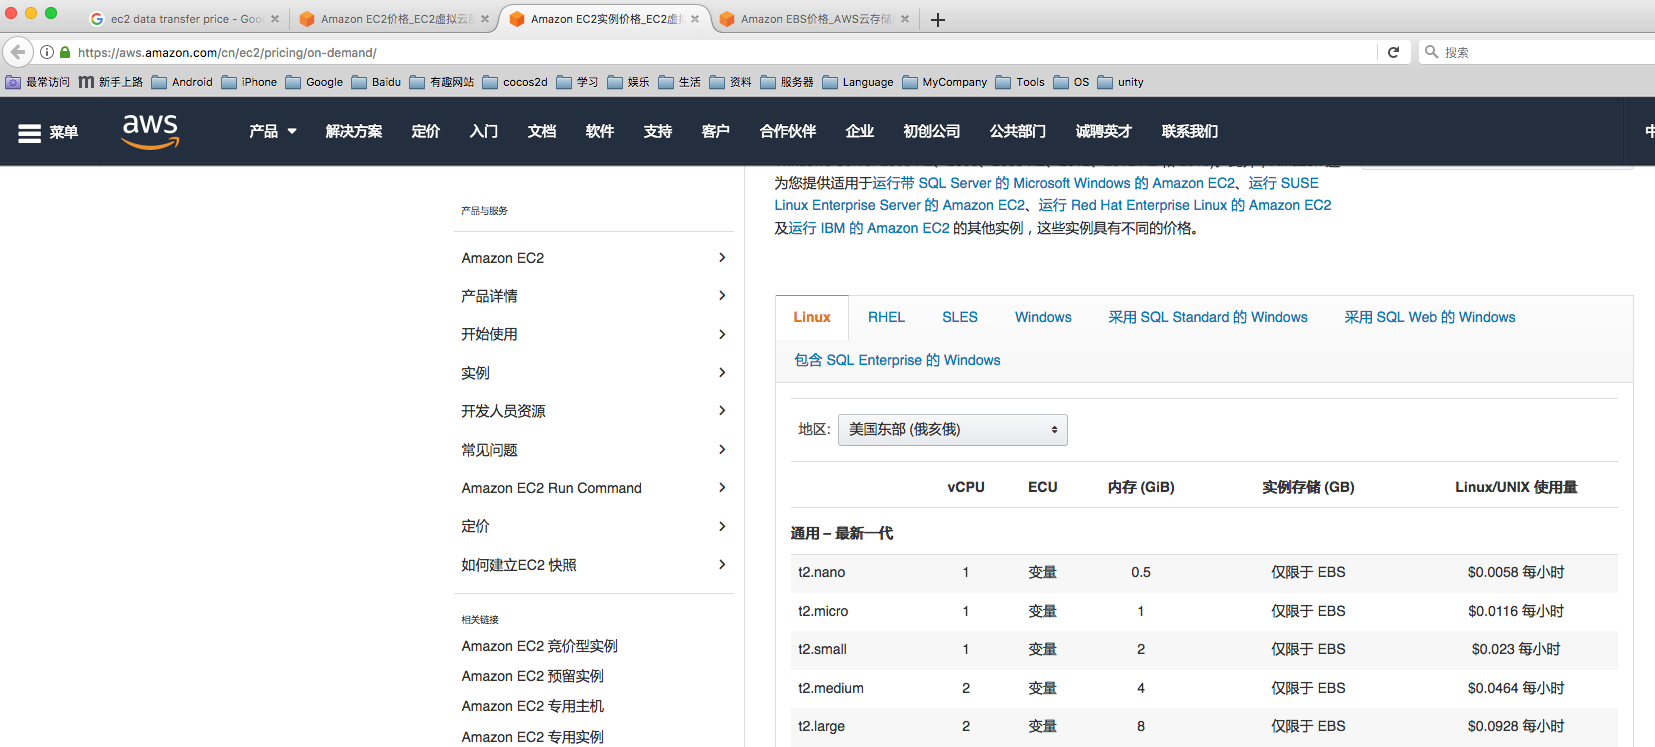 ec2 data transfer price - Goo
Amazon EC2价格_EC2虚拟云服
Amazon EC2实例价格_EC2虚拟
Amazon EBS价格_AWS云存储
https://aws.amazon.com/cn/ec2/pricing/on-demand/
搜索
最常访问 新手上路 Android iPhone Google Baidu 有趣网站 cocos2d 学习 娱乐 生活 资料 服务器 Language MyCompany Tools OS unity
菜单 aws 产品 解决方案 定价 入门 文档 软件 支持 客户 合作伙伴 企业 初创公司 公共部门 诚聘英才 联系我们 中
为您提供适用于运行带 SQL Server 的 Microsoft Windows 的 Amazon EC2、运行 SUSE
Linux Enterprise Server 的 Amazon EC2、运行 Red Hat Enterprise Linux 的 Amazon EC2
及运行 IBM 的 Amazon EC2 的其他实例，这些实例具有不同的价格。
产品与服务
Amazon EC2
产品详情
开始使用
实例
开发人员资源
常见问题
Amazon EC2 Run Command
定价
如何建立EC2 快照
相关链接
Amazon EC2 竞价型实例
Amazon EC2 预留实例
Amazon EC2 专用主机
Amazon EC2 专用实例
Linux RHEL SLES Windows 采用 SQL Standard 的 Windows 采用 SQL Web 的 Windows
包含 SQL Enterprise 的 Windows
地区: 美国东部 (俄亥俄)
vCPU ECU 内存 (GiB) 实例存储 (GB) Linux/UNIX 使用量
通用 – 最新一代
t2.nano 1 变量 0.5 仅限于 EBS $0.0058 每小时
t2.micro 1 变量 1 仅限于 EBS $0.0116 每小时
t2.small 1 变量 2 仅限于 EBS $0.023 每小时
t2.medium 2 变量 4 仅限于 EBS $0.0464 每小时
t2.large 2 变量 8 仅限于 EBS $0.0928 每小时